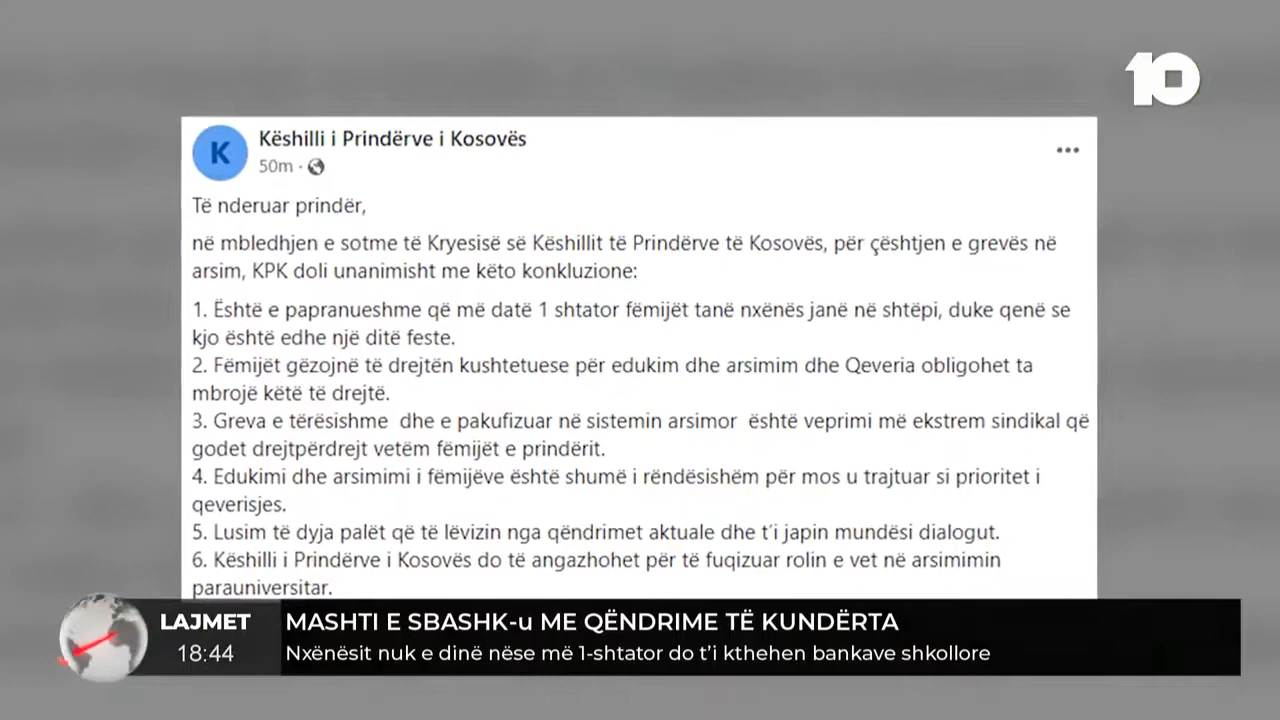 10
K
Këshilli i Prindërve i Kosovës
50m ·
Të nderuar prindër,
në mbledhjen e sotme të Kryesisë së Këshillit të Prindërve të Kosovës, për çështjen e grevës në
arsim, KPK doli unanimisht me këto konkluzione:
1. Është e papranueshme që më datë 1 shtator fëmijët tanë nxënës janë në shtëpi, duke qenë se
kjo është edhe një ditë feste.
2. Fëmijët gëzojnë të drejtën kushtetuese për edukim dhe arsimim dhe Qeveria obligohet ta
mbrojë këtë të drejtë.
3. Greva e tërësishme  dhe e pakufizuar në sistemin arsimor  është veprimi më ekstrem sindikal që
godet drejtpërdrejt vetëm fëmijët e prindërit.
4. Edukimi dhe arsimimi i fëmijëve është shumë i rëndësishëm për mos u trajtuar si prioritet i
qeverisjes.
5. Lusim të dyja palët që të lëvizin nga qëndrimet aktuale dhe t´i japin mundësi dialogut.
6. Këshilli i Prindërve i Kosovës do të angazhohet për të fuqizuar rolin e vet në arsimimin
parauniversitar.
LAJMET
18:44
MASHTI E SBASHK-u ME QËNDRIME TË KUNDËRTA
Nxënësit nuk e dinë nëse më 1-shtator do t’i kthehen bankave shkollore